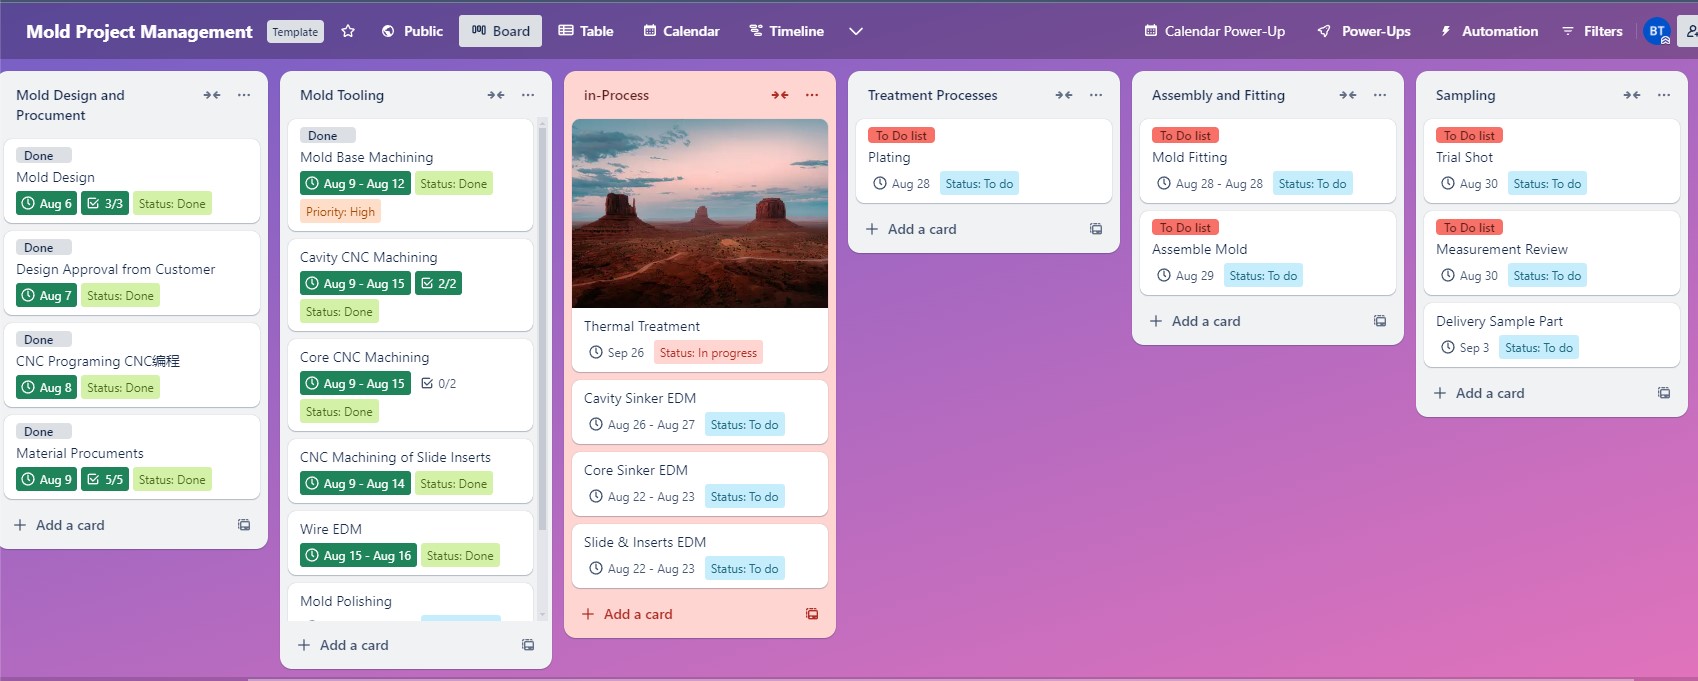 Mold Project Management
Template
Public
Board
Table
Calendar
Timeline
Calendar Power-Up
Power-Ups
Automation
Filters
BT
Mold Design and
Procument
Done
Mold Design
Aug 6 3/3 Status: Done
Done
Design Approval from Customer
Aug 7 Status: Done
Done
CNC Programing CNC编程
Aug 8 Status: Done
Done
Material Procuments
Aug 9 5/5 Status: Done
Add a card
Mold Tooling
Done
Mold Base Machining
Aug 9 - Aug 12 Status: Done
Priority: High
Cavity CNC Machining
Aug 9 - Aug 15 2/2
Status: Done
Core CNC Machining
Aug 9 - Aug 15 0/2
Status: Done
CNC Machining of Slide Inserts
Aug 9 - Aug 14 Status: Done
Wire EDM
Aug 15 - Aug 16 Status: Done
Mold Polishing
Add a card
in-Process
Thermal Treatment
Sep 26 Status: In progress
Cavity Sinker EDM
Aug 26 - Aug 27 Status: To do
Core Sinker EDM
Aug 22 - Aug 23 Status: To do
Slide & Inserts EDM
Aug 22 - Aug 23 Status: To do
Add a card
Treatment Processes
To Do list
Plating
Aug 28 Status: To do
Add a card
Assembly and Fitting
To Do list
Mold Fitting
Aug 28 - Aug 28 Status: To do
To Do list
Assemble Mold
Aug 29 Status: To do
Add a card
Sampling
To Do list
Trial Shot
Aug 30 Status: To do
To Do list
Measurement Review
Aug 30 Status: To do
Delivery Sample Part
Sep 3 Status: To do
Add a card